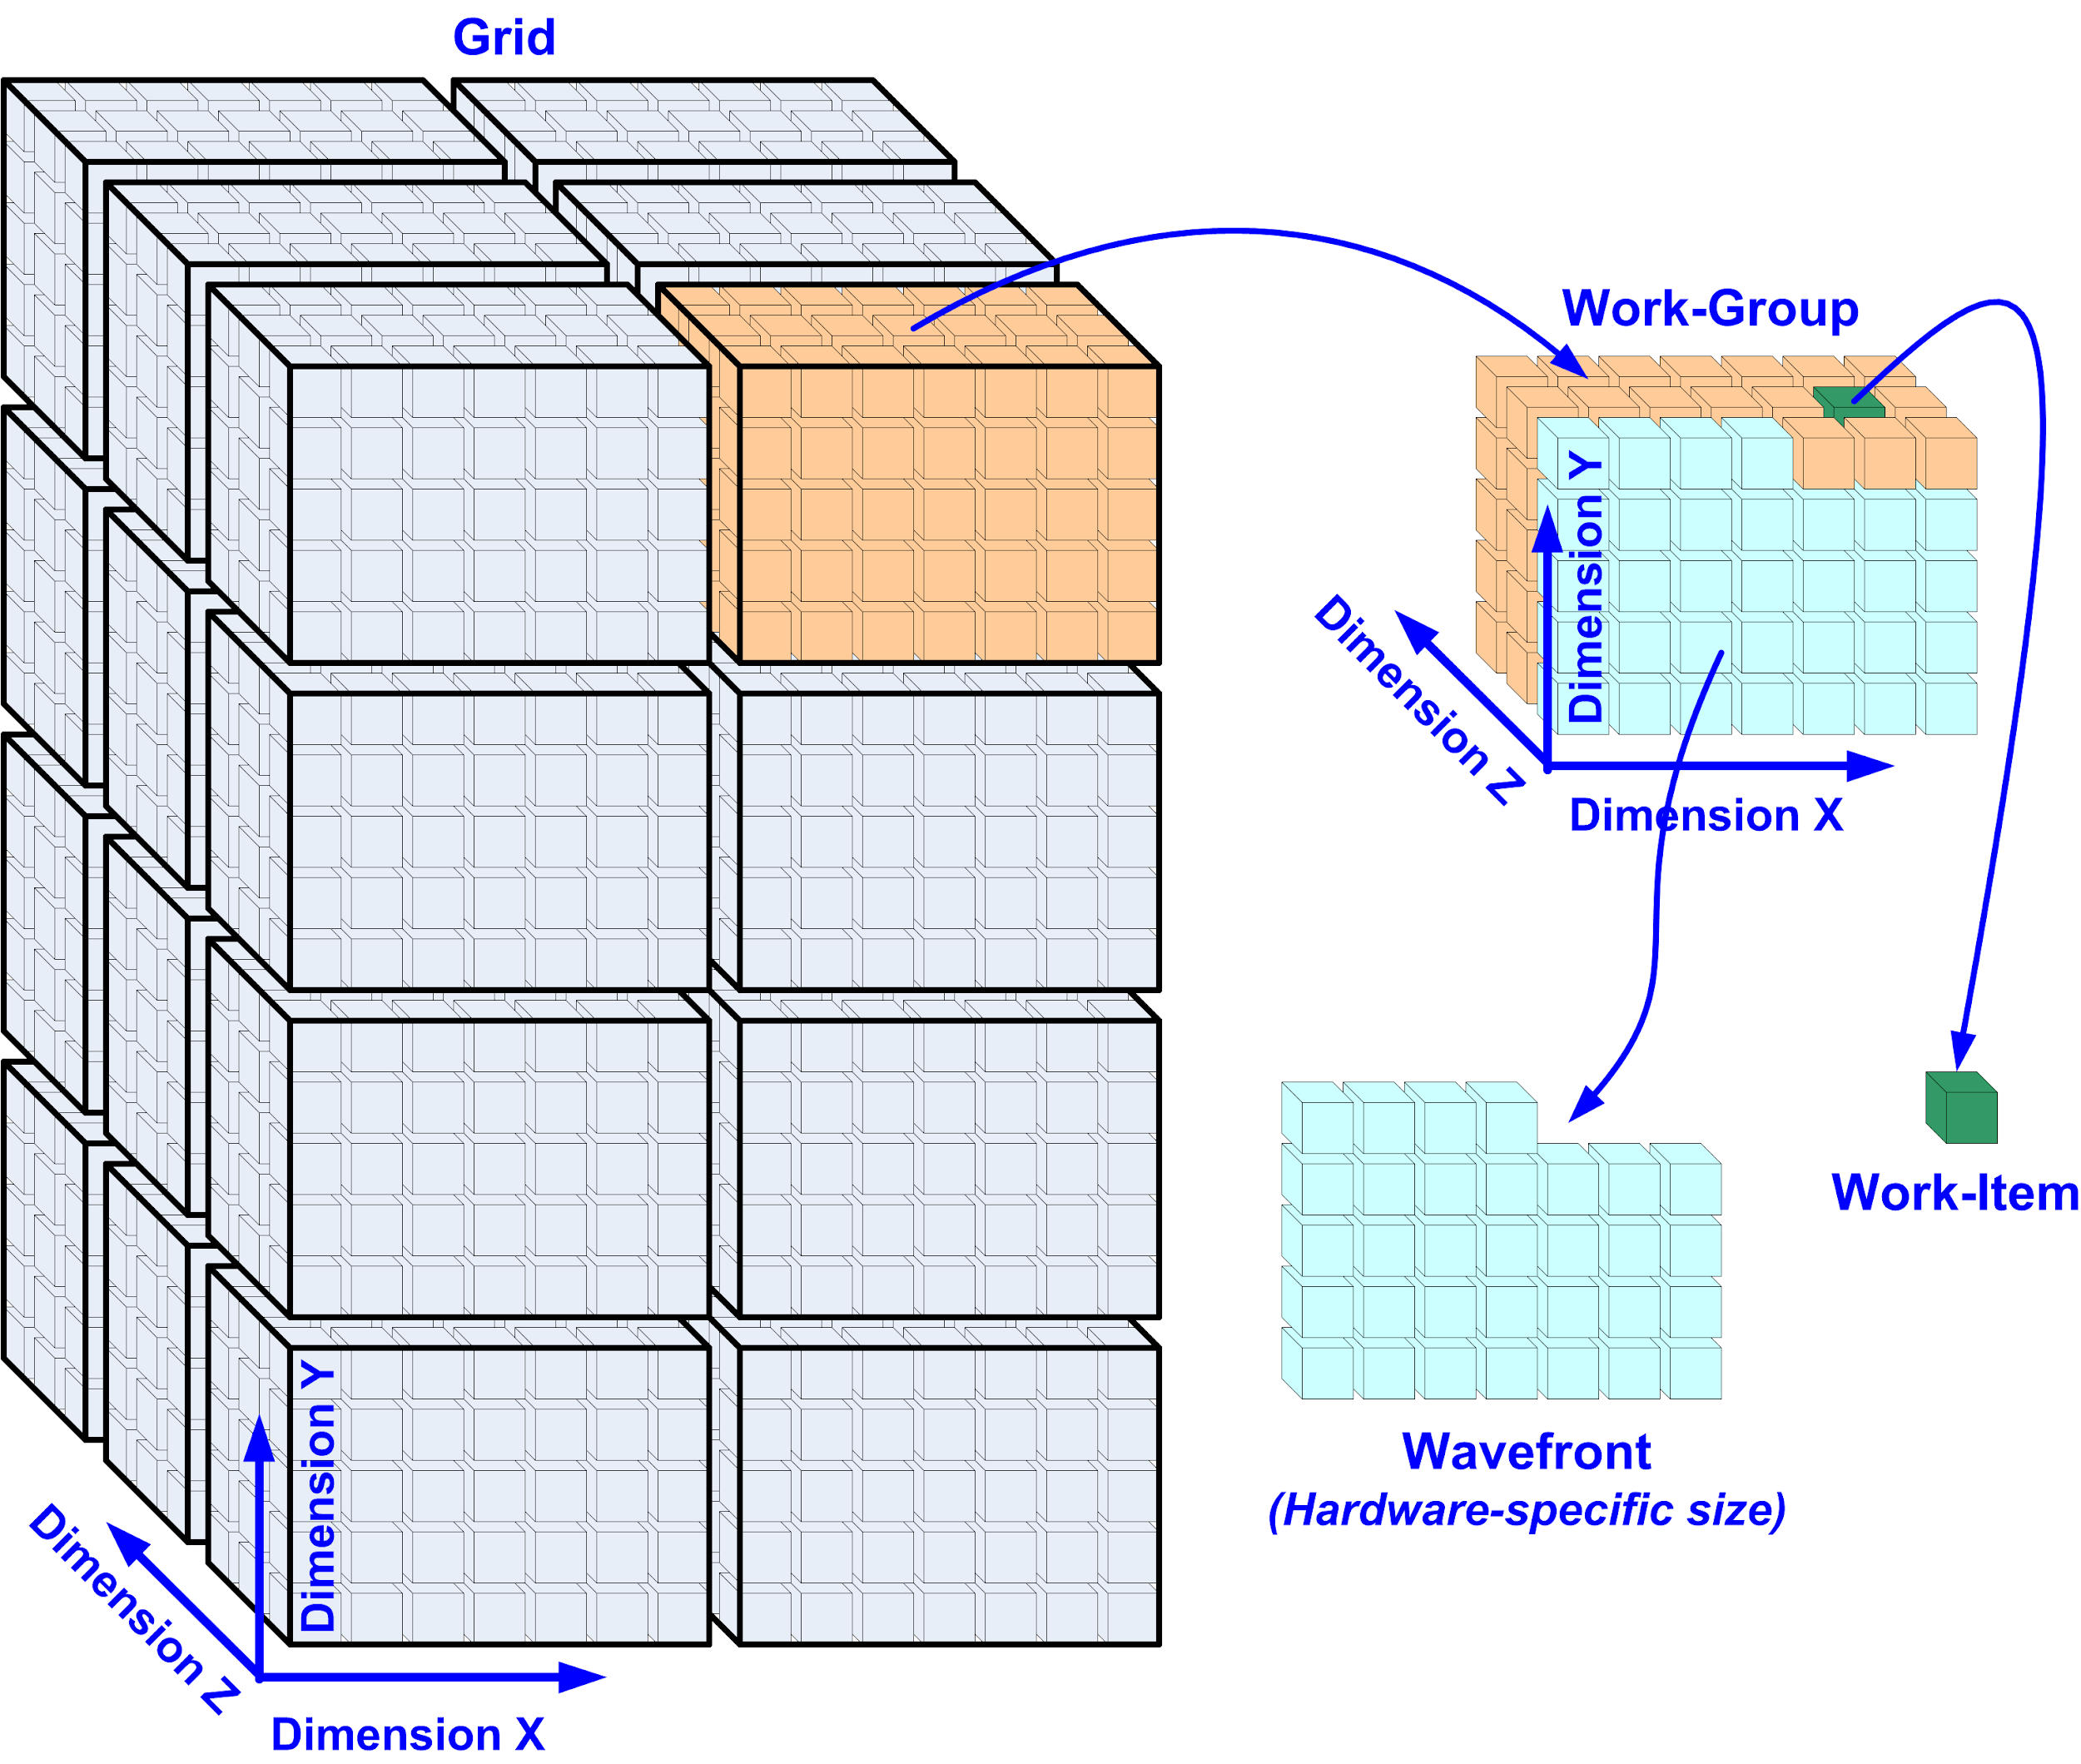 Grid
Work-Group
Dimension Y
Dimension Z
Dimension X
Work-Item
Wavefront
(Hardware-specific size)
Dimension Y
Dimension Z
Dimension X